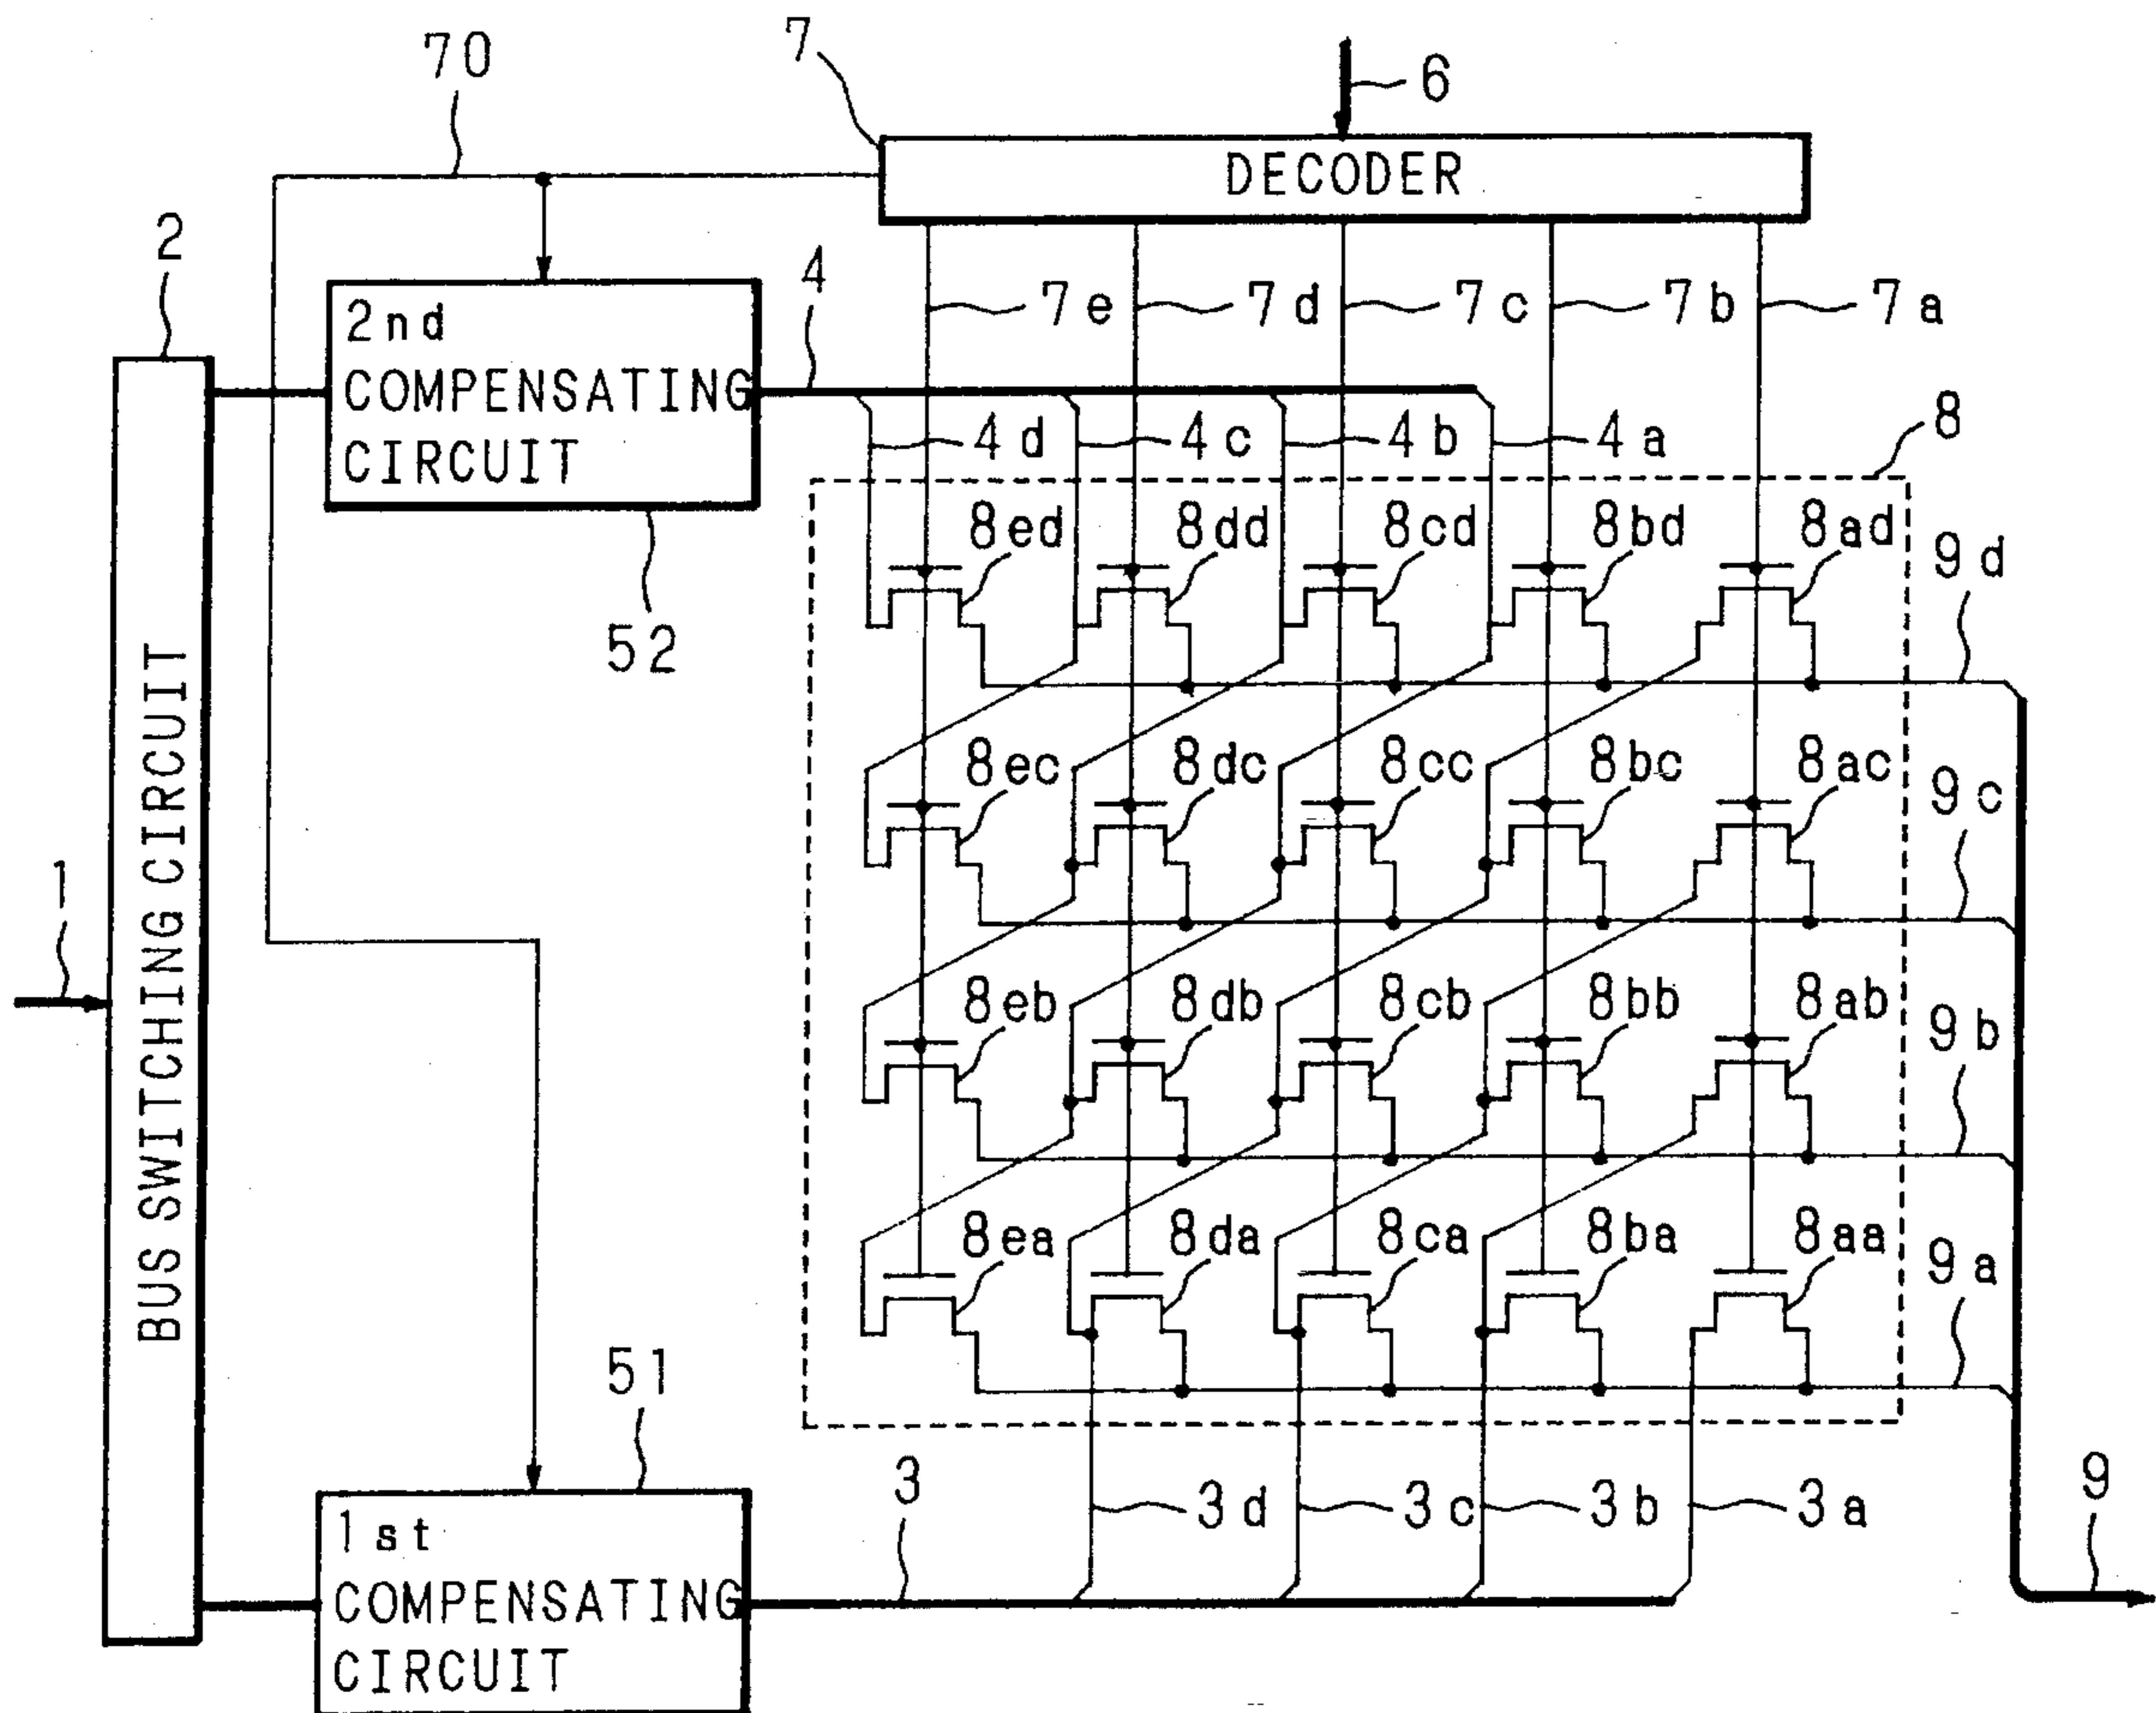 70
7
6
DECODER
2
2nd
COMPENSATING
CIRCUIT
4
7e
7d
7c
7b
7a
4d
4c
4b
4a
8
52
8ed
8dd
8cd
8bd
8ad
9d
BUS SWITCHING CIRCUIT
8ec
8dc
8cc
8bc
8ac
9c
1
8eb
8db
8cb
8bb
8ab
9b
8ea
8da
8ca
8ba
8aa
9a
51
1st
COMPENSATING
CIRCUIT
3
3d
3c
3b
3a
9